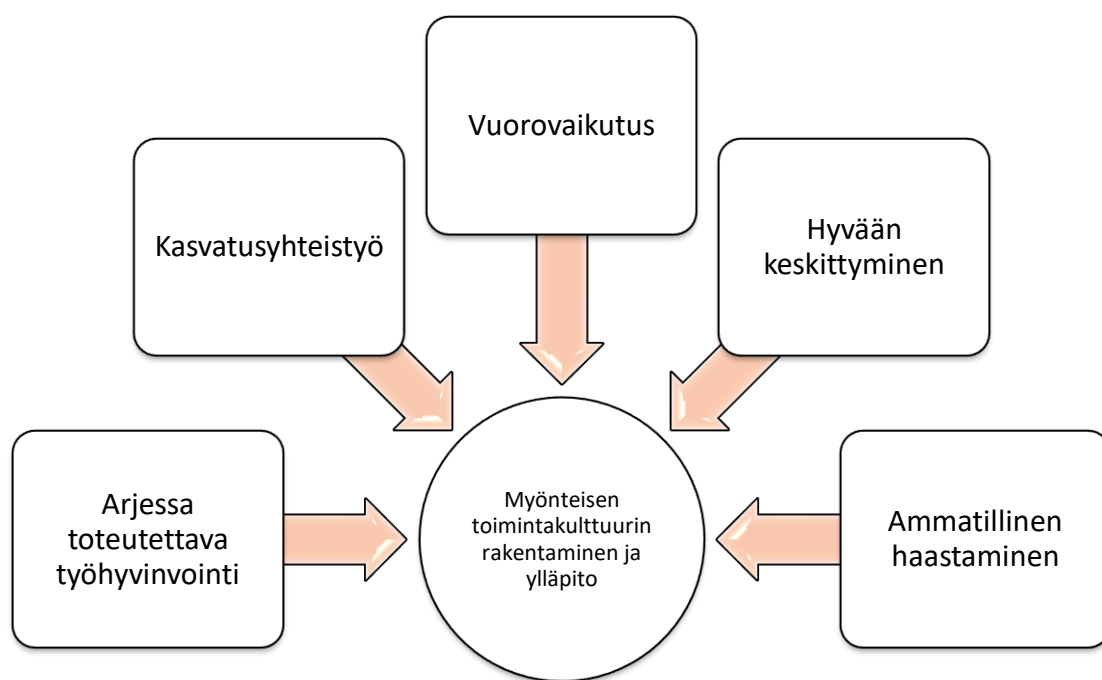 Vuorovaikutus
Kasvatusyhteistyö
Hyvään
keskittyminen
Arjessa
toteutettava
työhyvinvointi
Myönteisen
toimintakulttuurin
rakentaminen ja
ylläpito
Ammatillinen
haastaminen